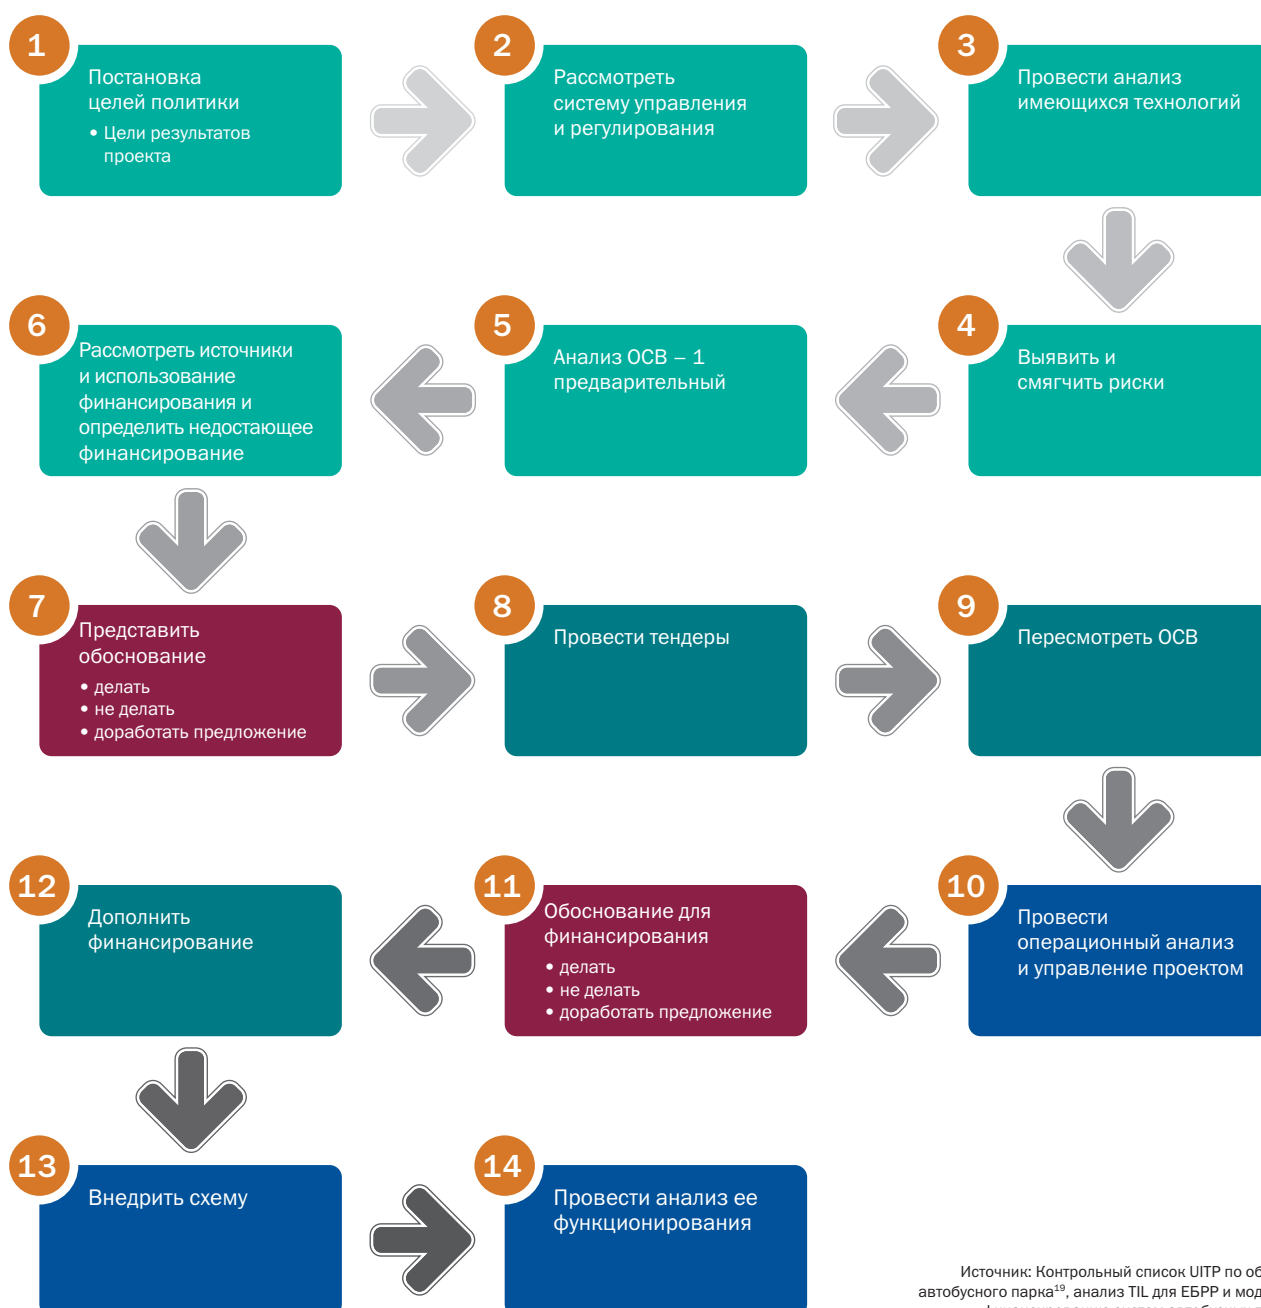 1
Постановка
целей политики
• Цели результатов
проекта
2
Рассмотреть
систему управления
и регулирования
3
Провести анализ
имеющихся технологий
6
Рассмотреть источники
и использование
финансирования и
определить недостающее
финансирование
5
Анализ ОСВ – 1
предварительный
4
Выявить и
смягчить риски
7
Представить
обоснование
• делать
• не делать
• доработать предложение
8
Провести тендеры
9
Пересмотреть ОСВ
12
Дополнить
финансирование
11
Обоснование для
финансирования
• делать
• не делать
• доработать предложение
10
Провести
операционный анализ
и управление проектом
13
Внедрить схему
14
Провести анализ ее
функционирования
Источник: Контрольный список UITP по об
автобусного парка¹⁹, анализ TIL для ЕБРР и мод